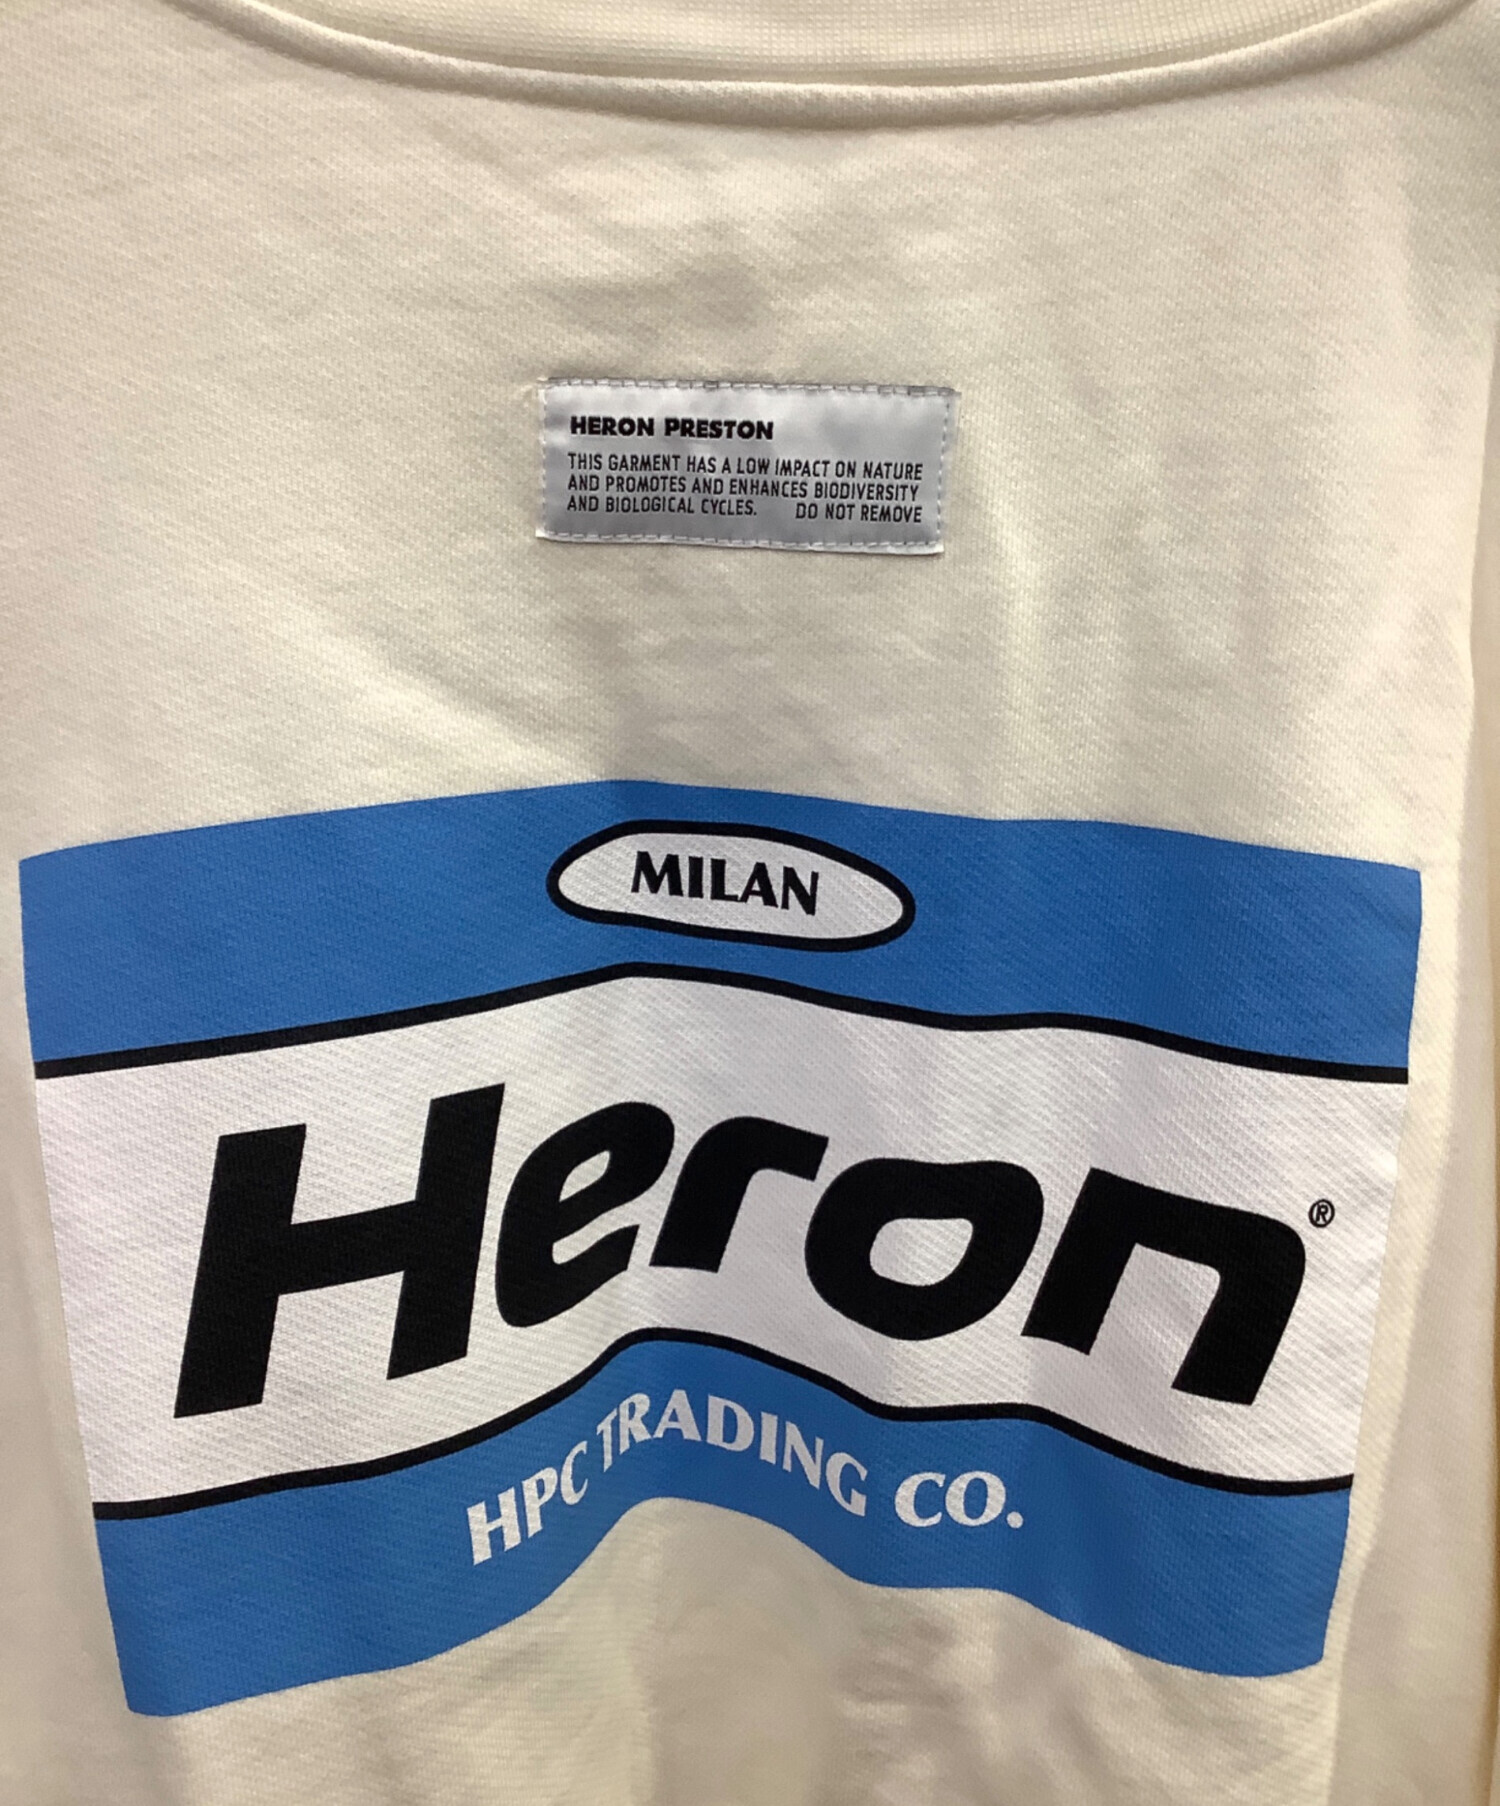 HERON PRESTON
THIS GARMENT HAS A LOW IMPACT ON NATURE
AND PROMOTES AND ENHANCES BIODIVERSITY
AND BIOLOGICAL CYCLES. DO NOT REMOVE
MILAN
Heron®
HPC TRADING CO.